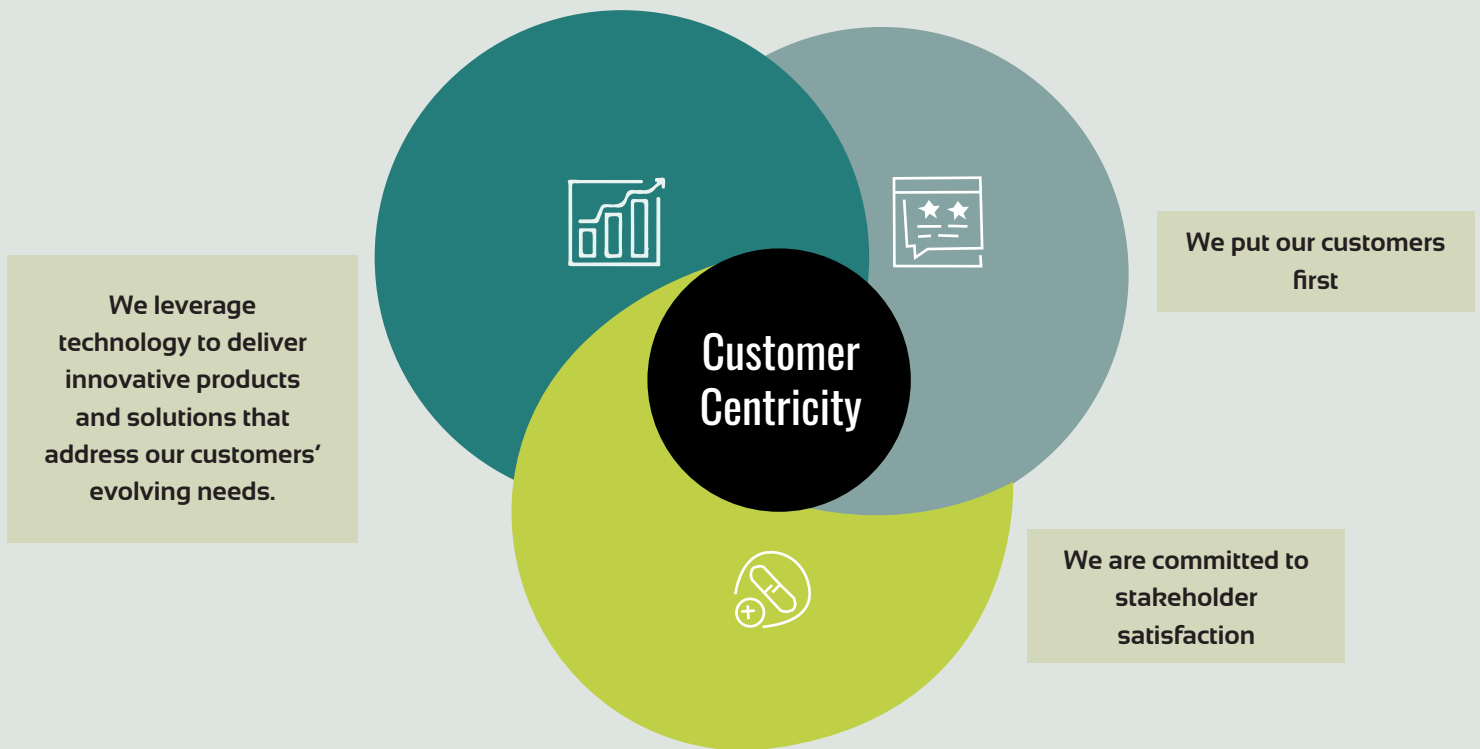 We leverage
technology to deliver
innovative products
and solutions that
address our customers’
evolving needs.
Customer
Centricity
We put our customers
first
We are committed to
stakeholder
satisfaction